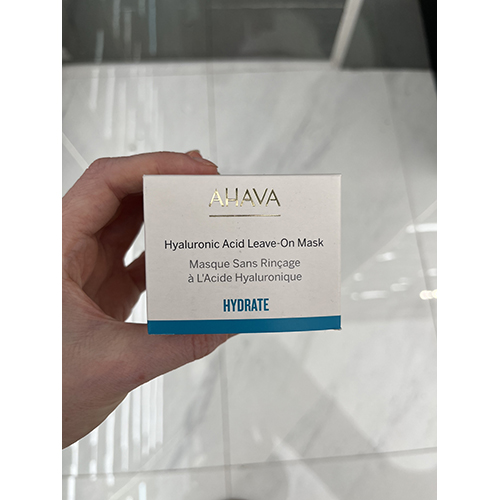 AHAVA
Hyaluronic Acid Leave-On Mask
Masque Sans Rinçage
à L'Acide Hyaluronique
HYDRATE